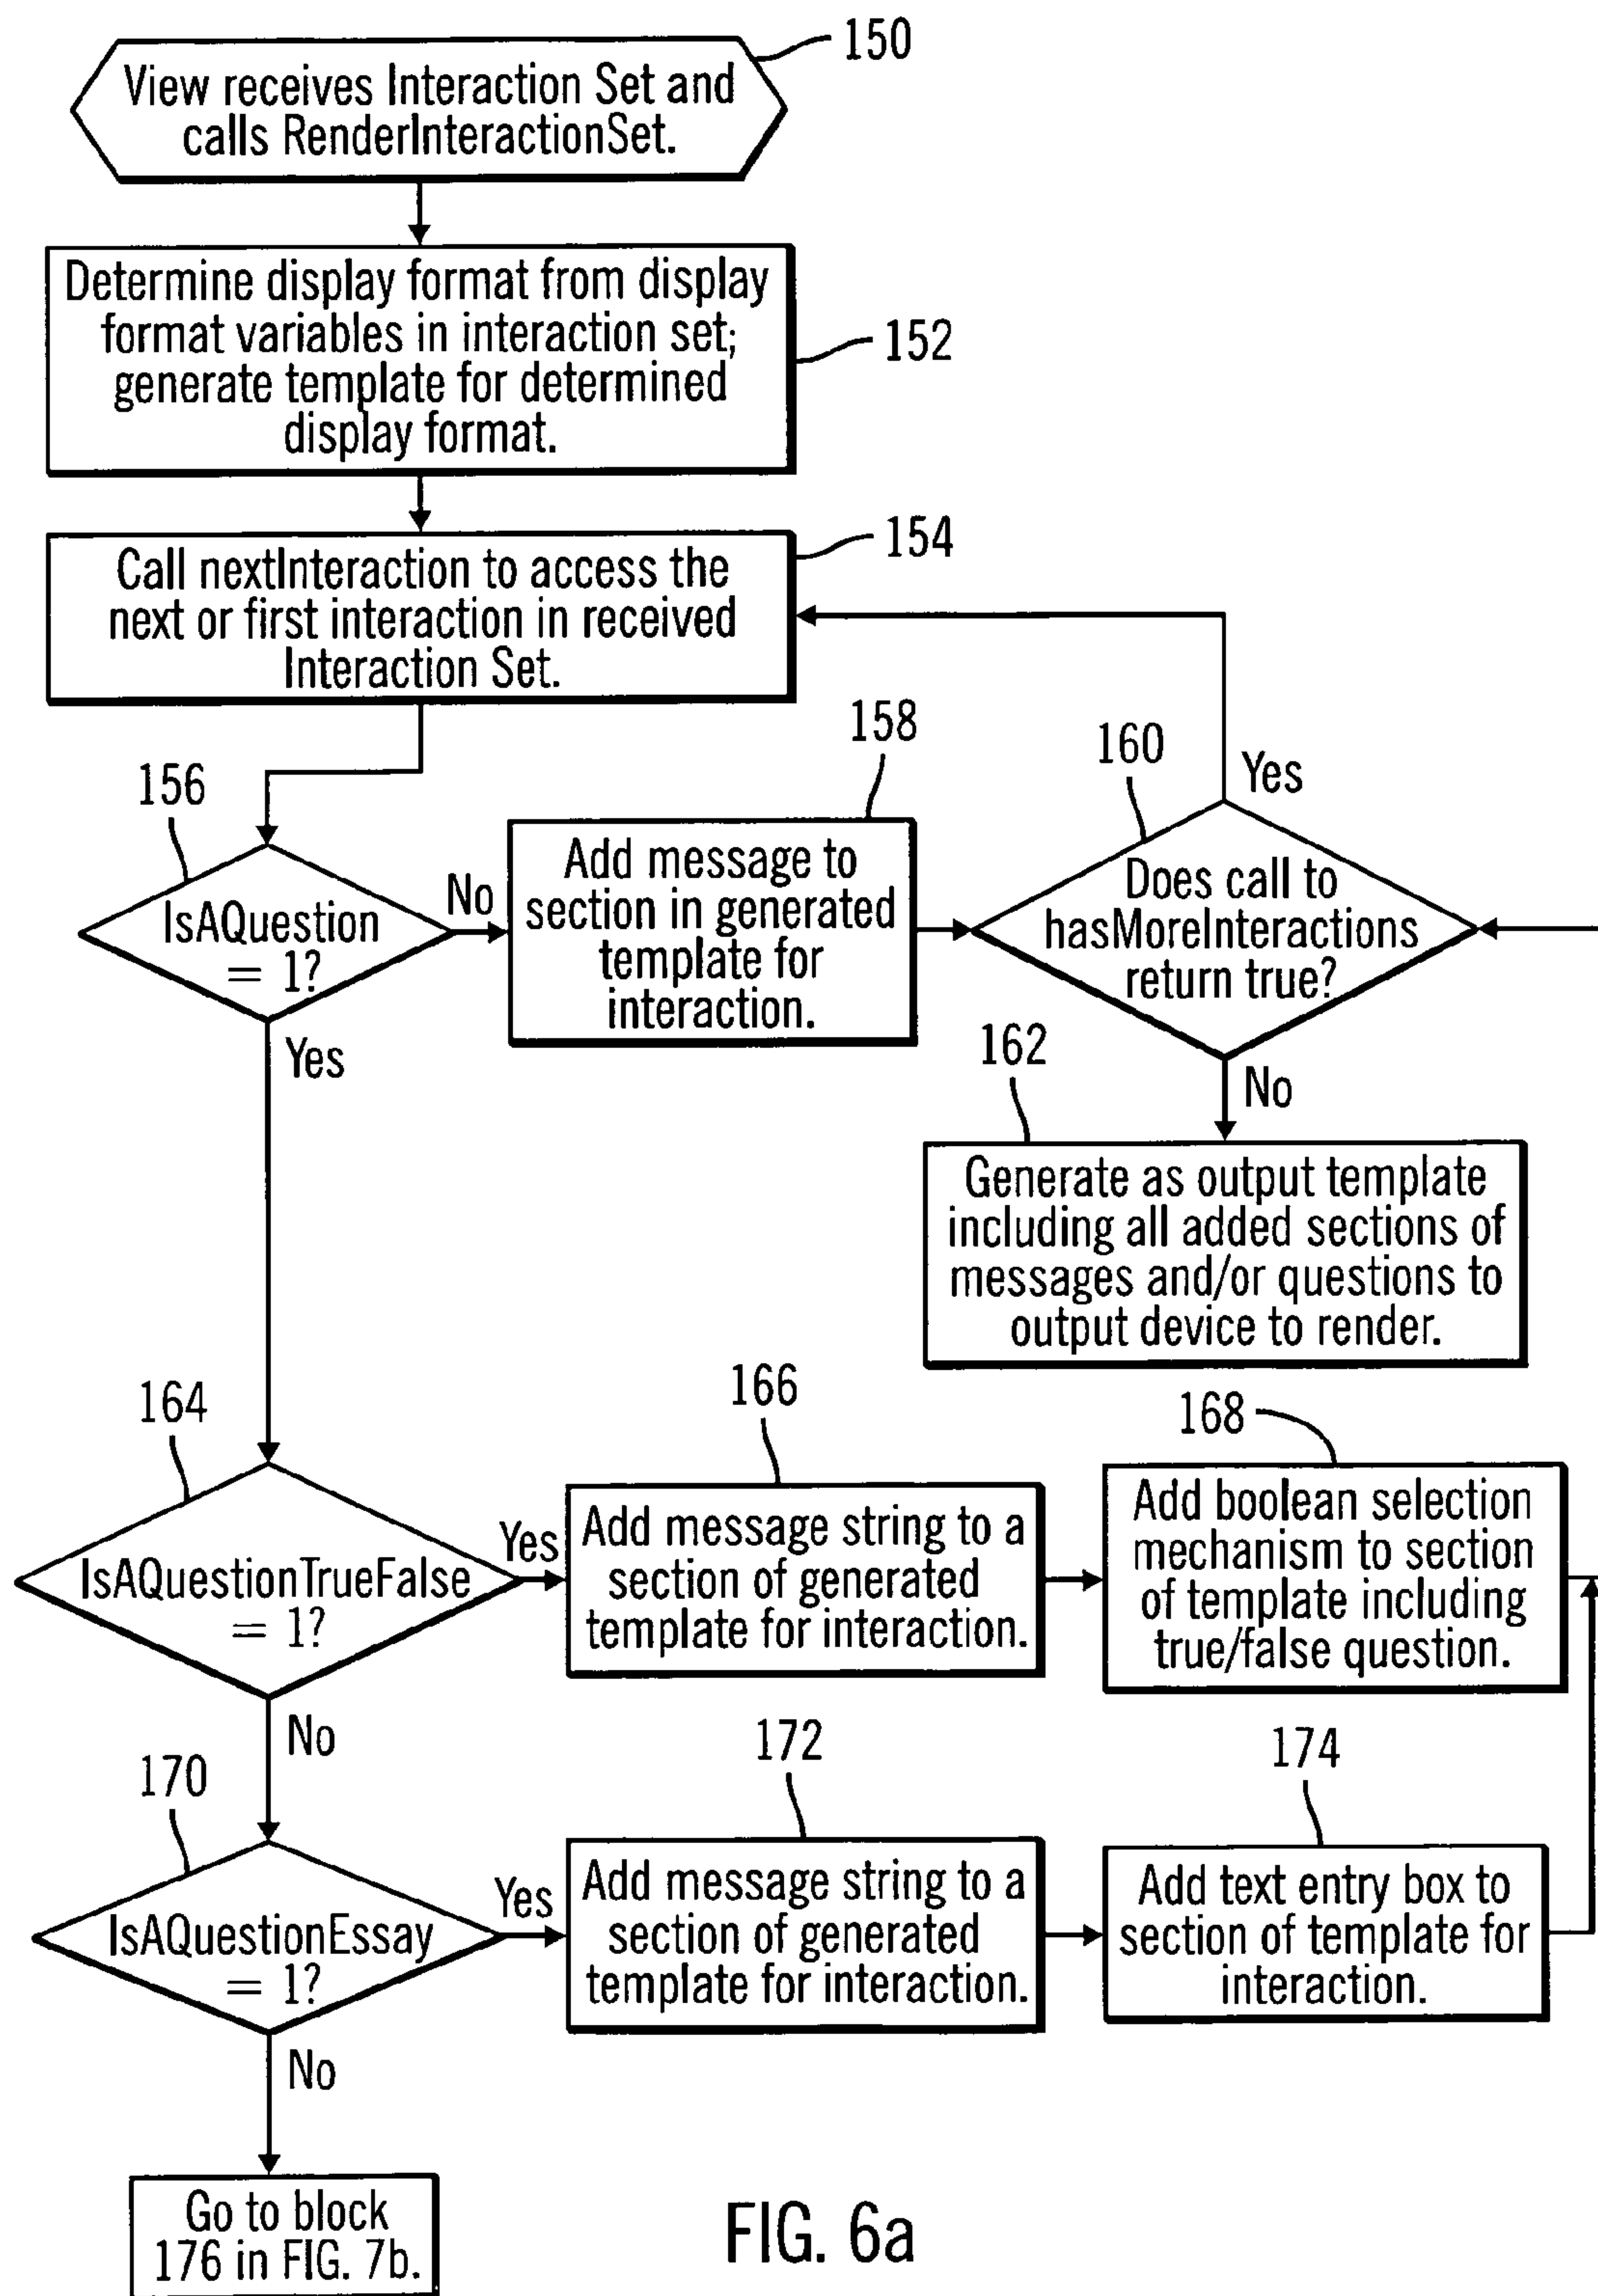 150
View receives Interaction Set and
calls RenderInteractionSet.
Determine display format from display
format variables in interaction set;
generate template for determined
display format.
152
154
Call nextInteraction to access the
next or first interaction in received
Interaction Set.
158
160
Yes
156
IsAQuestion
= 1?
No
Yes
Add message to
section in generated
template for
interaction.
Does call to
hasMoreInteractions
return true?
162
No
Generate as output template
including all added sections of
messages and/or questions to
output device to render.
164
IsAQuestionTrueFalse
= 1?
Yes
No
166
Add message string to a
section of generated
template for interaction.
168
Add boolean selection
mechanism to section
of template including
true/false question.
170
IsAQuestionEssay
= 1?
Yes
No
172
Add message string to a
section of generated
template for interaction.
174
Add text entry box to
section of template for
interaction.
Go to block
176 in FIG. 7b.
FIG. 6a